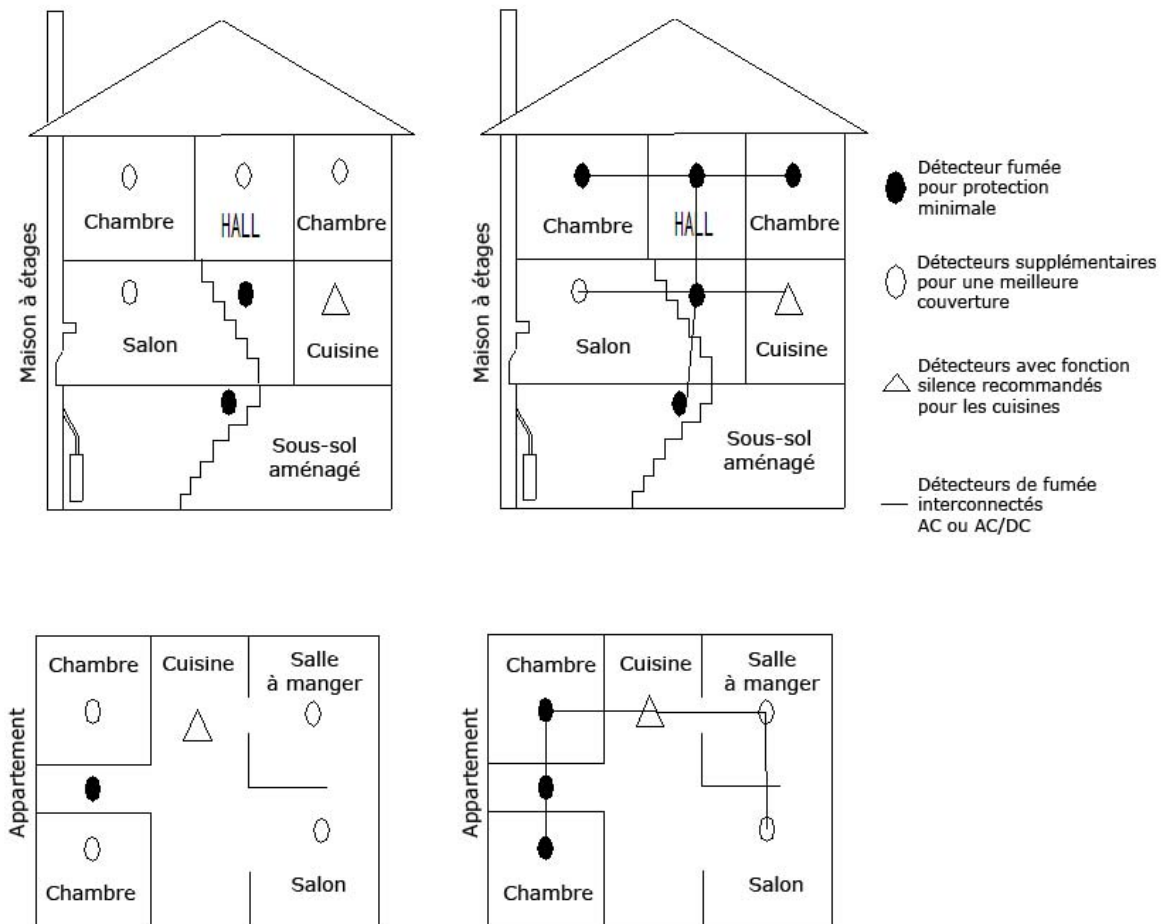 Maison à étages
Chambre
HALL
Chambre
Salon
Cuisine
Sous-sol
aménagé
Maison à étages
Chambre
HALL
Chambre
Salon
Cuisine
Sous-sol
aménagé
Détecteur fumée
pour protection
minimale
Détecteurs supplémentaires
pour une meilleure
couverture
Détecteurs avec fonction
silence recommandés
pour les cuisines
Détecteurs de fumée
interconnectés
AC ou AC/DC
Appartement
Chambre
Cuisine
Salle
à manger
Chambre
Salon
Appartement
Chambre
Cuisine
Salle
à manger
Chambre
Salon